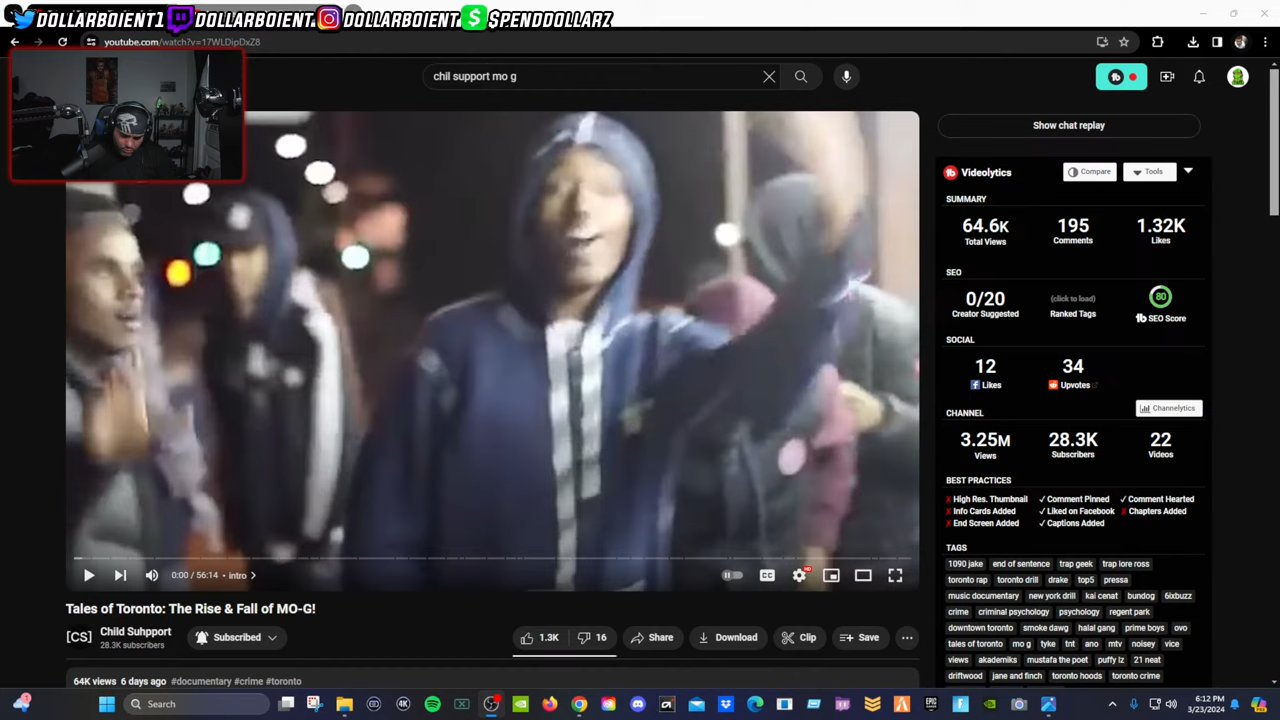 DOLLARBOIENT1 DOLLARBOIENT DOLLARBOIENT $PENDDOLLARZ
youtube.com/watch?v=17WLDipDxZ8
chil support mo g
Show chat replay
Videolytics Compare Tools
SUMMARY
64.6K 195 1.32K
Total Views Comments Likes
SEO
0/20 (click to load) 80
Creator Suggested Ranked Tags SEO Score
SOCIAL
12 34
Likes Upvotes
CHANNEL Channelytics
3.25M 28.3K 22
Views Subscribers Videos
BEST PRACTICES
✗ High Res. Thumbnail ✓ Comment Pinned ✓ Comment Hearted
✗ Info Cards Added ✓ Liked on Facebook ✗ Chapters Added
✗ End Screen Added ✓ Captions Added
TAGS
1090 jake end of sentence trap geek trap lore ross
toronto rap toronto drill drake top5 pressa
music documentary new york drill kai cenat bundog 6ixbuzz
crime criminal psychology psychology regent park
downtown toronto smoke dawg halal gang prime boys ovo
tales of toronto mo g tyke tnt ano mtv noisey vice
views akademiks mustafa the poet puffy lz 21 neat
driftwood jane and finch toronto hoods toronto crime
0:00 / 56:14 • intro CC HD
Tales of Toronto: The Rise & Fall of MO-G!
[CS] Child Suhpport
28.3K subscribers
Subscribed 1.3K 16 Share Download Clip Save
64K views 6 days ago #documentary #crime #toronto
Search
6:12 PM
3/23/2024